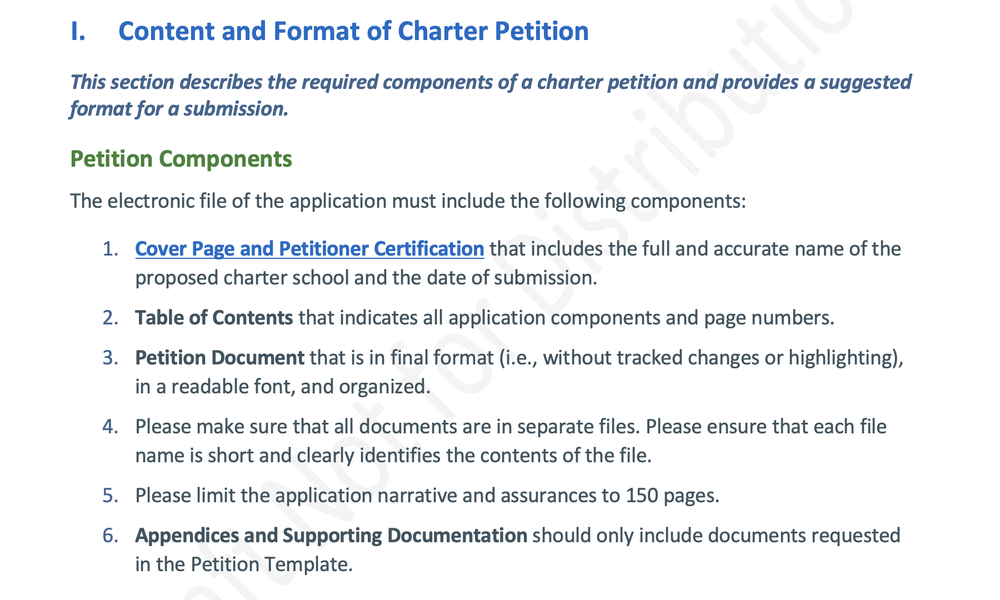 I. Content and Format of Charter Petition
This section describes the required components of a charter petition and provides a suggested
format for a submission.
Petition Components
The electronic file of the application must include the following components:
1. Cover Page and Petitioner Certification that includes the full and accurate name of the
proposed charter school and the date of submission.
2. Table of Contents that indicates all application components and page numbers.
3. Petition Document that is in final format (i.e., without tracked changes or highlighting),
in a readable font, and organized.
4. Please make sure that all documents are in separate files. Please ensure that each file
name is short and clearly identifies the contents of the file.
5. Please limit the application narrative and assurances to 150 pages.
6. Appendices and Supporting Documentation should only include documents requested
in the Petition Template.
aft Not for Distributio